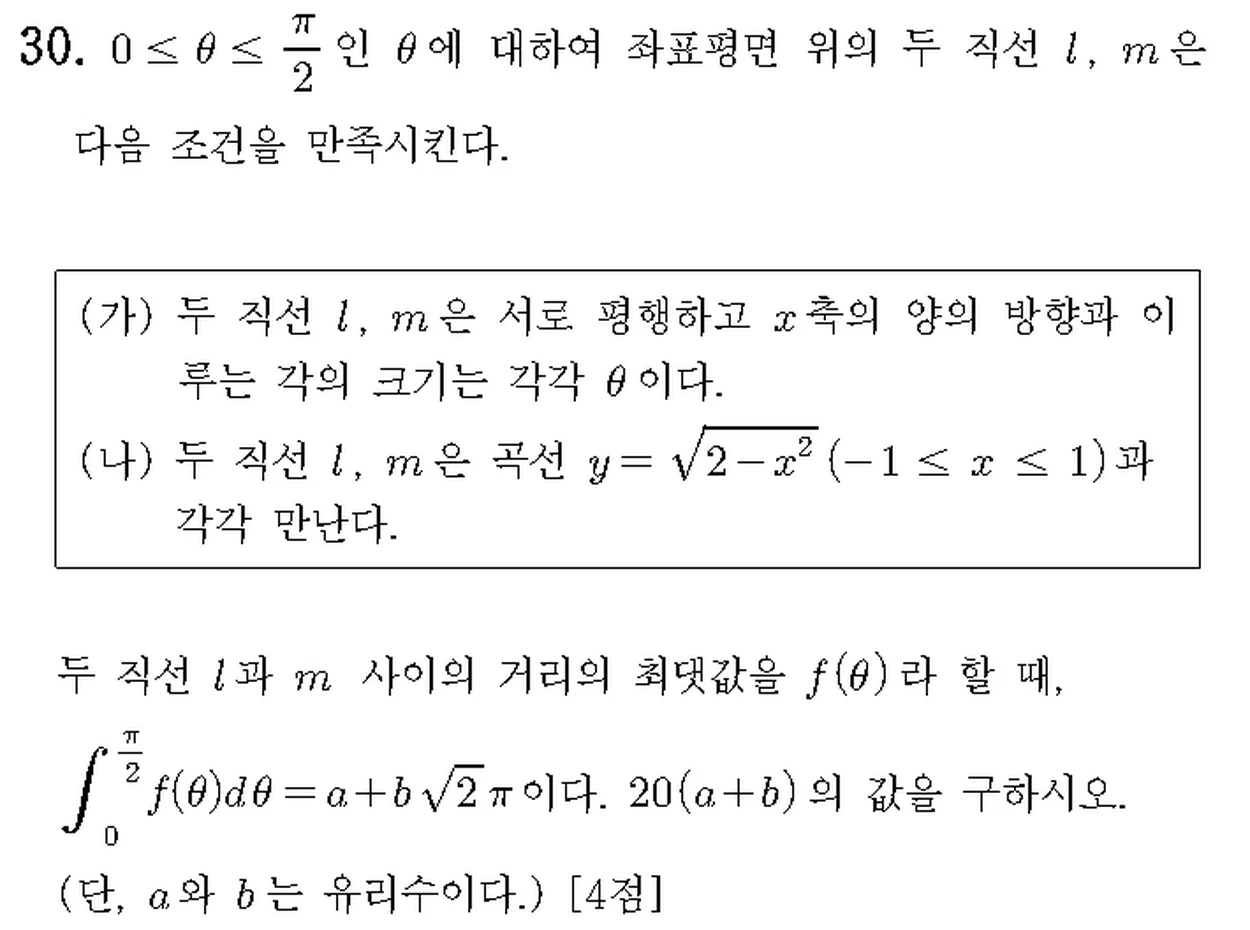 30. 0 ≤ θ ≤ π/2 인 θ에 대하여 좌표평면 위의 두 직선 l, m은
다음 조건을 만족시킨다.
(가) 두 직선 l, m은 서로 평행하고 x축의 양의 방향과 이
루는 각의 크기는 각각 θ이다.
(나) 두 직선 l, m은 곡선 y = √(2−x²) (−1 ≤ x ≤ 1)과
각각 만난다.
두 직선 l과 m 사이의 거리의 최댓값을 f(θ)라 할 때,
∫₀^(π/2) f(θ)dθ = a+b√2π이다. 20(a+b)의 값을 구하시오.
(단, a와 b는 유리수이다.) [4점]